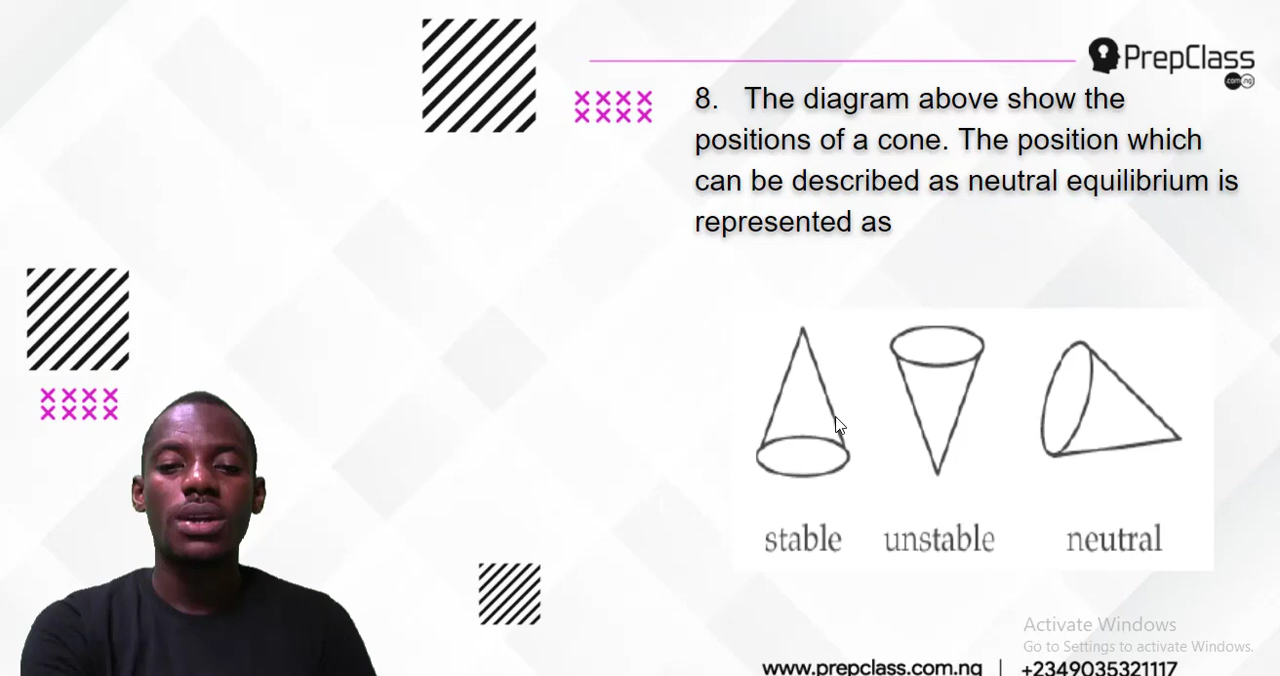 PrepClass
.com.ng
8. The diagram above show the
positions of a cone. The position which
can be described as neutral equilibrium is
represented as
stable unstable neutral
Activate Windows
Go to Settings to activate Windows.
www.prepclass.com.ng | +2349035321117